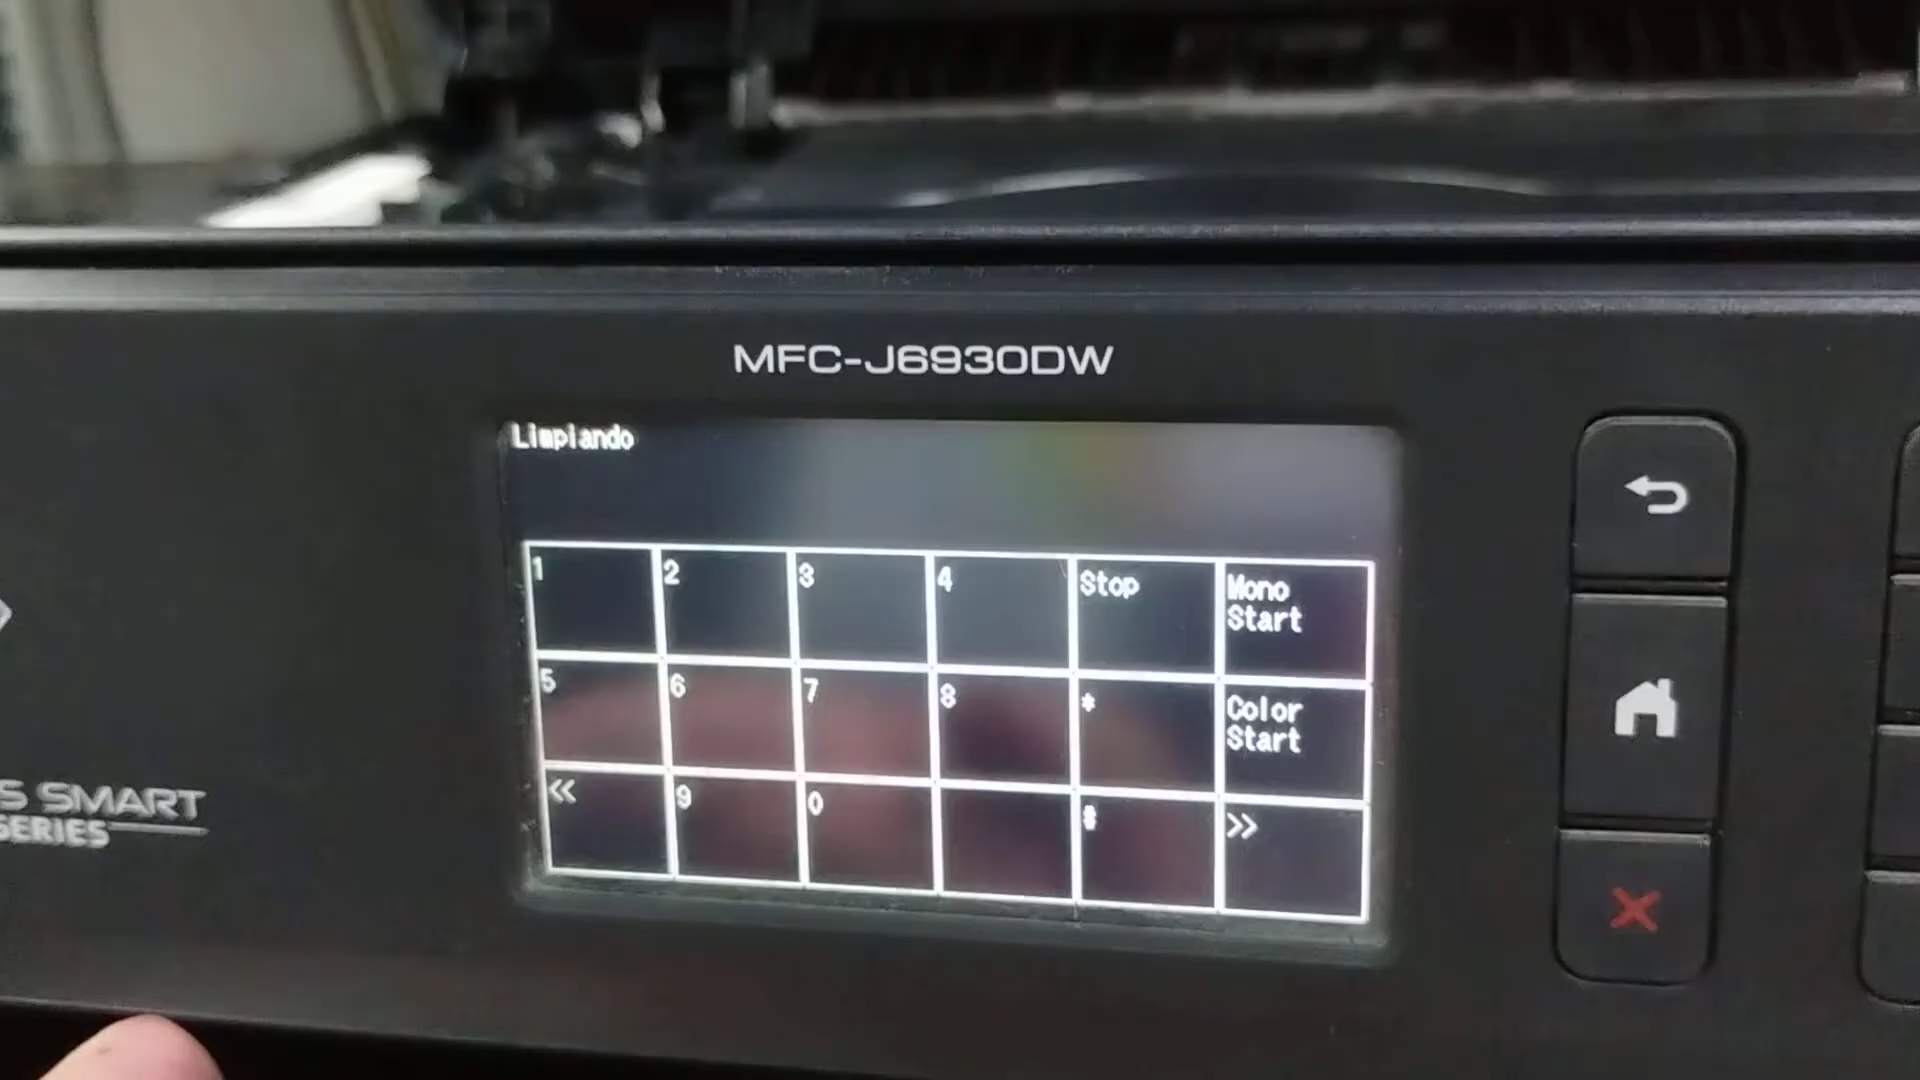 MFC-J6930DW
Limpiando
1 2 3 4 Stop Mono Start
5 6 7 8 * Color Start
<< 9 0 # >>
S SMART
SERIES